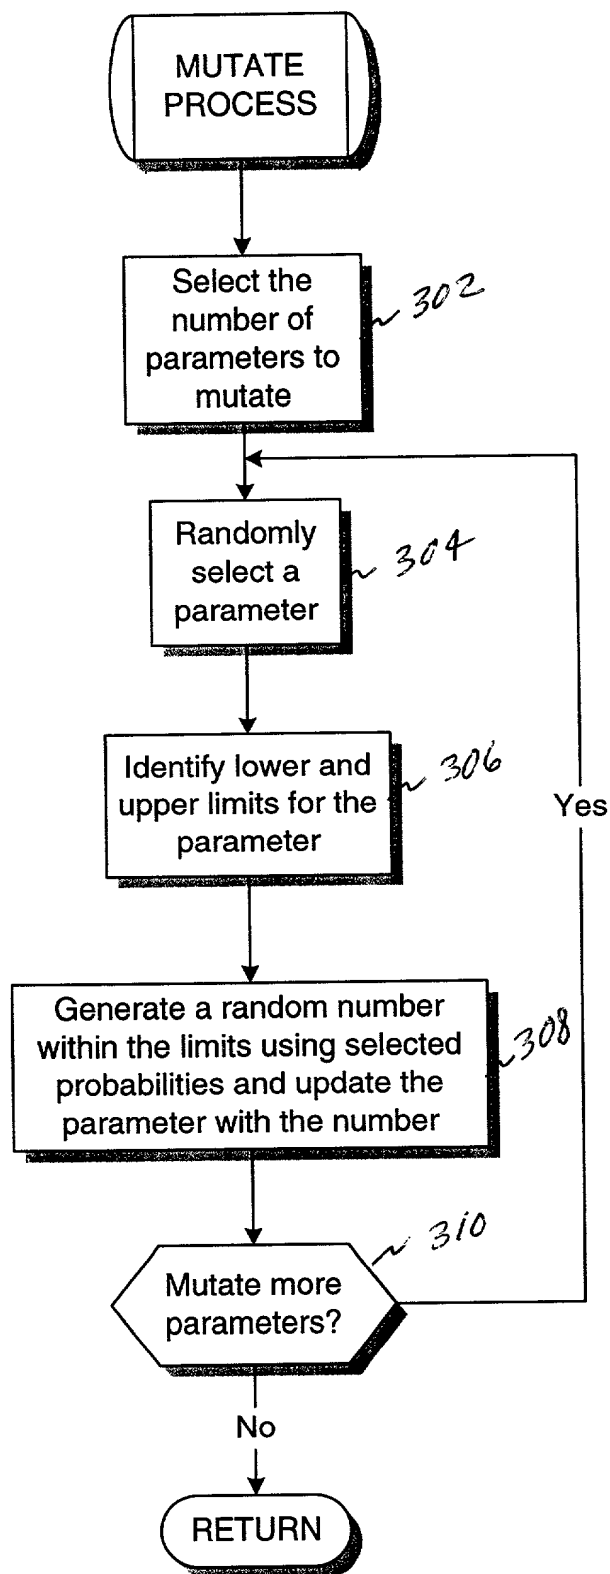 MUTATE
PROCESS
Select the
number of
parameters to
mutate
302
Randomly
select a
parameter
304
Identify lower and
upper limits for the
parameter
306
Yes
Generate a random number
within the limits using selected
probabilities and update the
parameter with the number
308
Mutate more
parameters?
310
No
RETURN